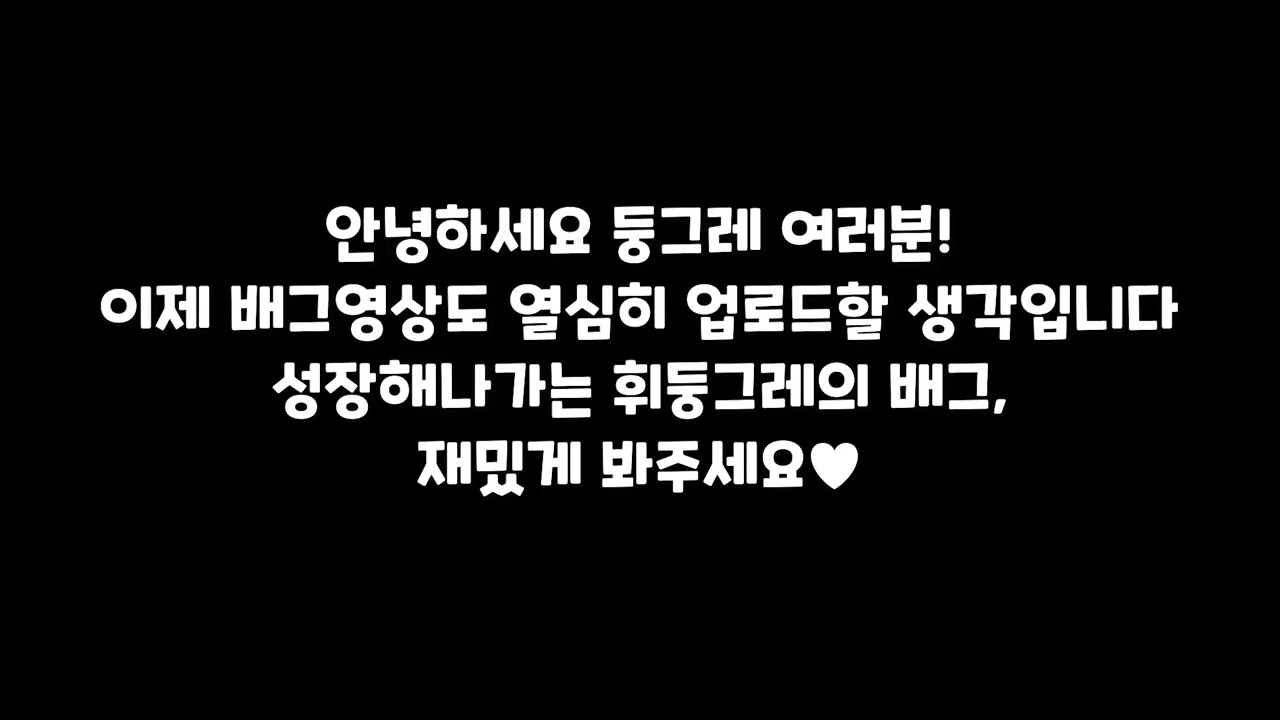 안녕하세요 둥그레 여러분!
이제 배그영상도 열심히 업로드할 생각입니다
성장해나가는 휘둥그레의 배그,
재밌게 봐주세요♥